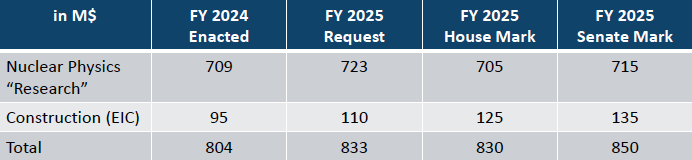 in M$ FY 2024 Enacted FY 2025 Request FY 2025 House Mark FY 2025 Senate Mark
Nuclear Physics “Research” 709 723 705 715
Construction (EIC) 95 110 125 135
Total 804 833 830 850